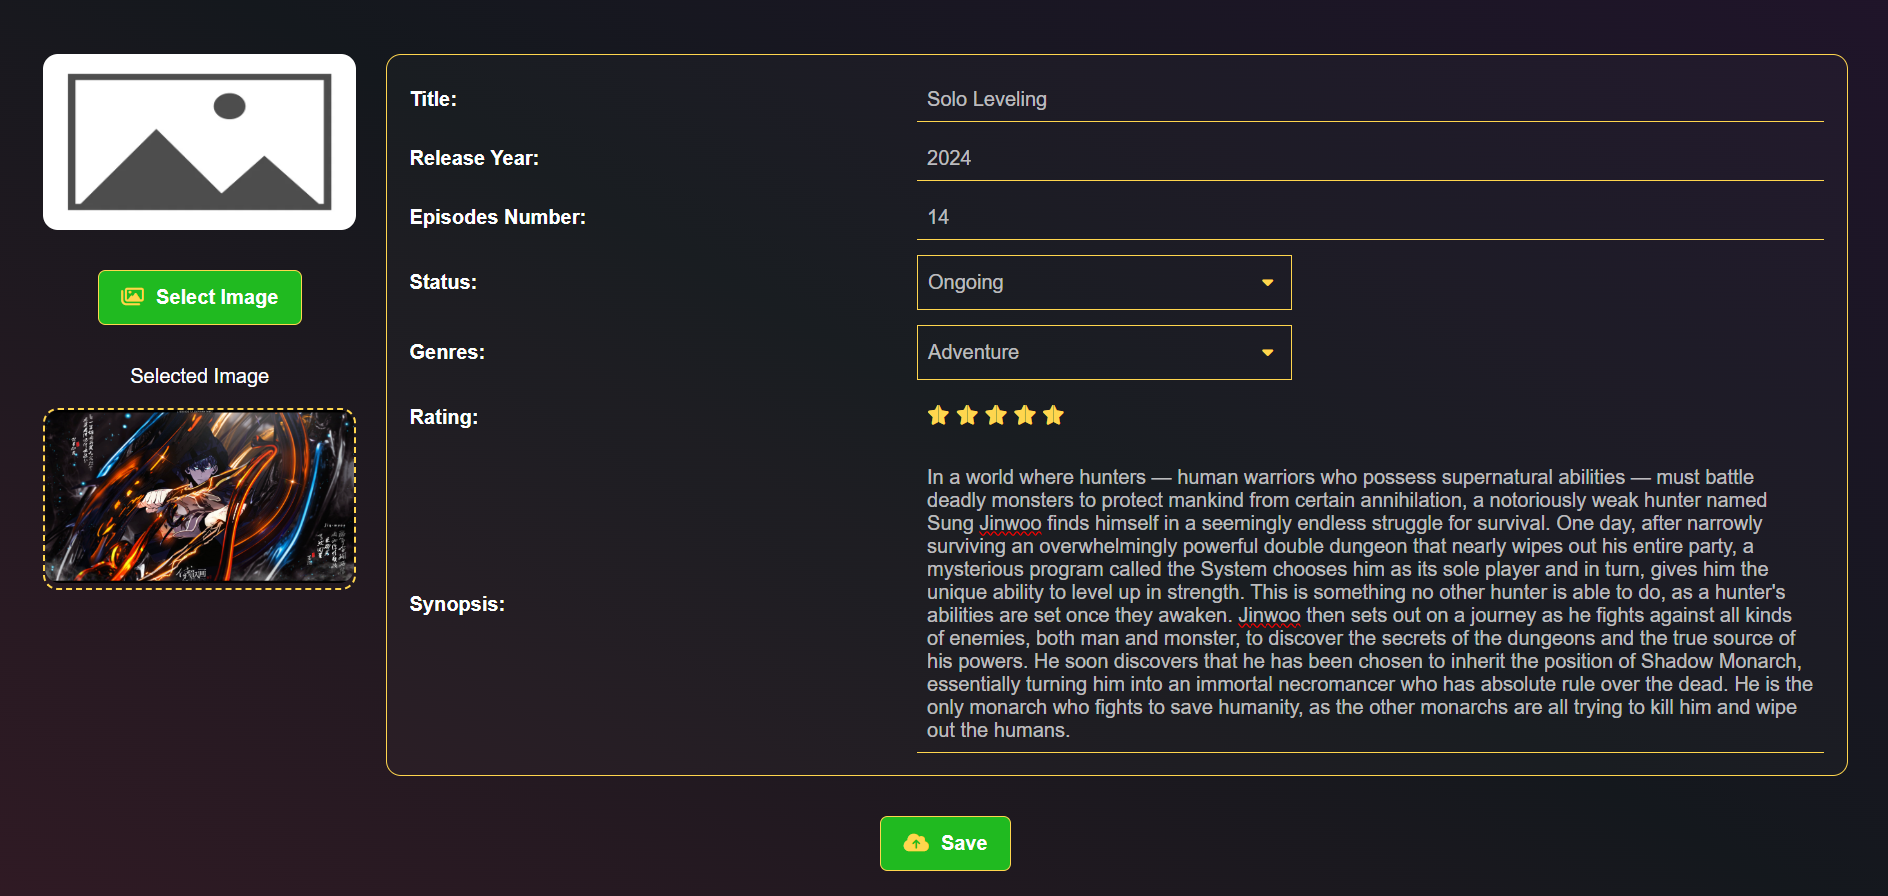 Title:
Solo Leveling
Release Year:
2024
Episodes Number:
14
Status:
Ongoing
Genres:
Adventure
Rating:
Synopsis:
In a world where hunters — human warriors who possess supernatural abilities — must battle
deadly monsters to protect mankind from certain annihilation, a notoriously weak hunter named
Sung Jinwoo finds himself in a seemingly endless struggle for survival. One day, after narrowly
surviving an overwhelmingly powerful double dungeon that nearly wipes out his entire party, a
mysterious program called the System chooses him as its sole player and in turn, gives him the
unique ability to level up in strength. This is something no other hunter is able to do, as a hunter's
abilities are set once they awaken. Jinwoo then sets out on a journey as he fights against all kinds
of enemies, both man and monster, to discover the secrets of the dungeons and the true source of
his powers. He soon discovers that he has been chosen to inherit the position of Shadow Monarch,
essentially turning him into an immortal necromancer who has absolute rule over the dead. He is the
only monarch who fights to save humanity, as the other monarchs are all trying to kill him and wipe
out the humans.
Select Image
Selected Image
Save